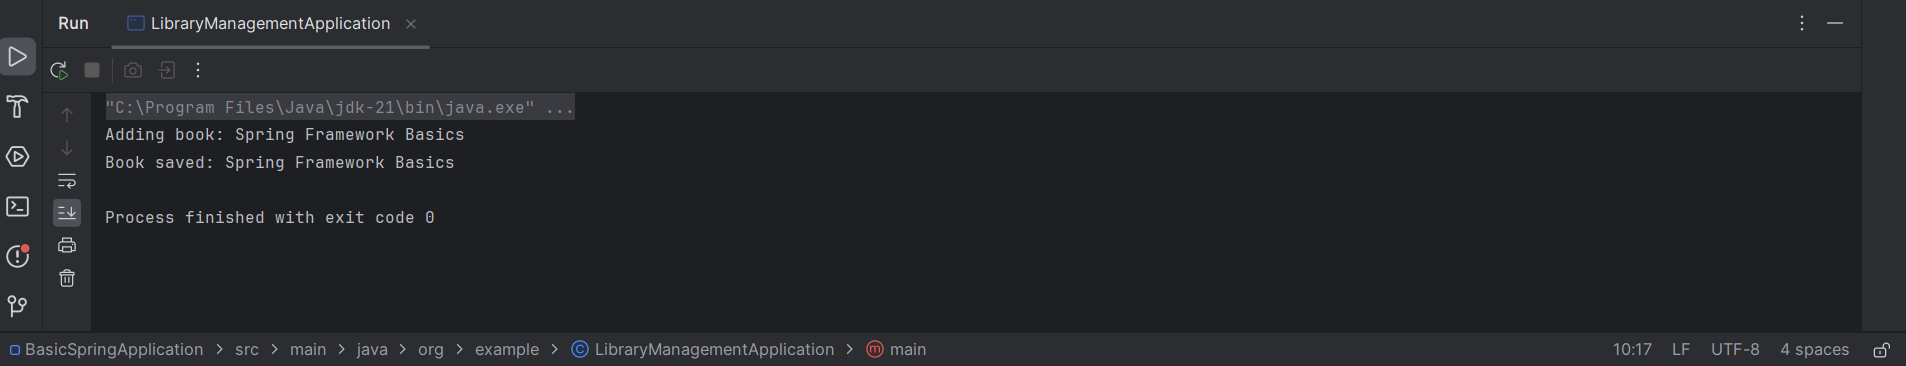 Run LibraryManagementApplication
"C:\Program Files\Java\jdk-21\bin\java.exe" ...
Adding book: Spring Framework Basics
Book saved: Spring Framework Basics
Process finished with exit code 0
BasicSpringApplication > src > main > java > org > example > LibraryManagementApplication > main 10:17 LF UTF-8 4 spaces